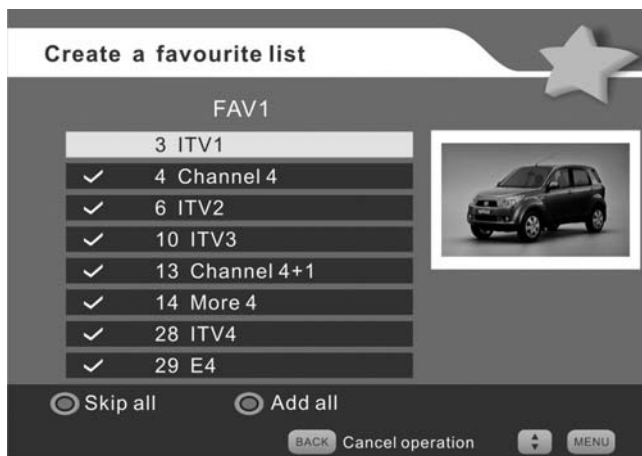 Create a favourite list
FAV1
3 ITV1
4 Channel 4
6 ITV2
10 ITV3
13 Channel 4+1
14 More 4
28 ITV4
29 E4
Skip all Add all
BACK Cancel operation MENU